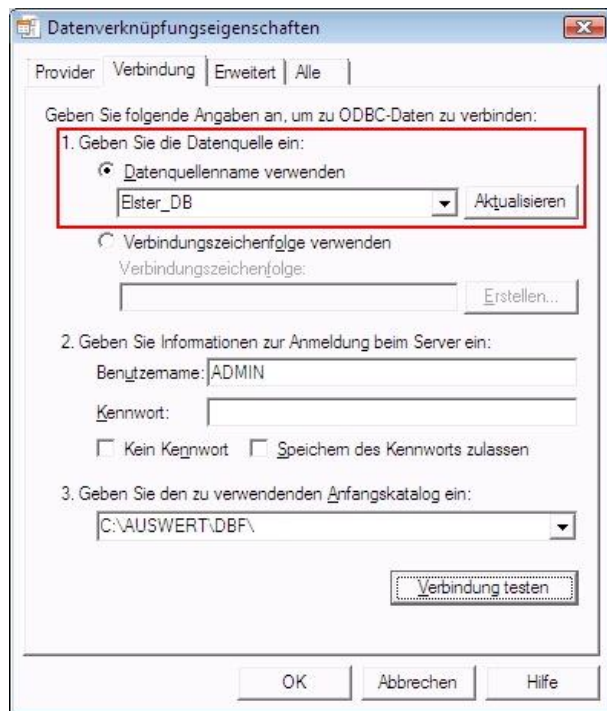 Datenverknüpfungseigenschaften
Provider Verbindung Erweitert Alle
Geben Sie folgende Angaben an, um zu ODBC-Daten zu verbinden:
1. Geben Sie die Datenquelle ein:
Datenquellenname verwenden
Elster_DB Aktualisieren
Verbindungszeichenfolge verwenden
Verbindungszeichenfolge:
Erstellen...
2. Geben Sie Informationen zur Anmeldung beim Server ein:
Benutzername: ADMIN
Kennwort:
Kein Kennwort Speichern des Kennworts zulassen
3. Geben Sie den zu verwendenden Anfangskatalog ein:
C:\AUSWERT\DBF\
Verbindung testen
OK Abbrechen Hilfe